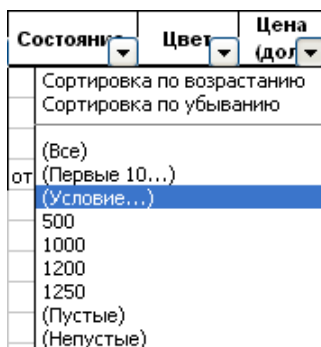 Состояние Цвет Цена
(дол
Сортировка по возрастанию
Сортировка по убыванию
(Все)
от (Первые 10...)
(Условие...)
500
1000
1200
1250
(Пустые)
(Непустые)